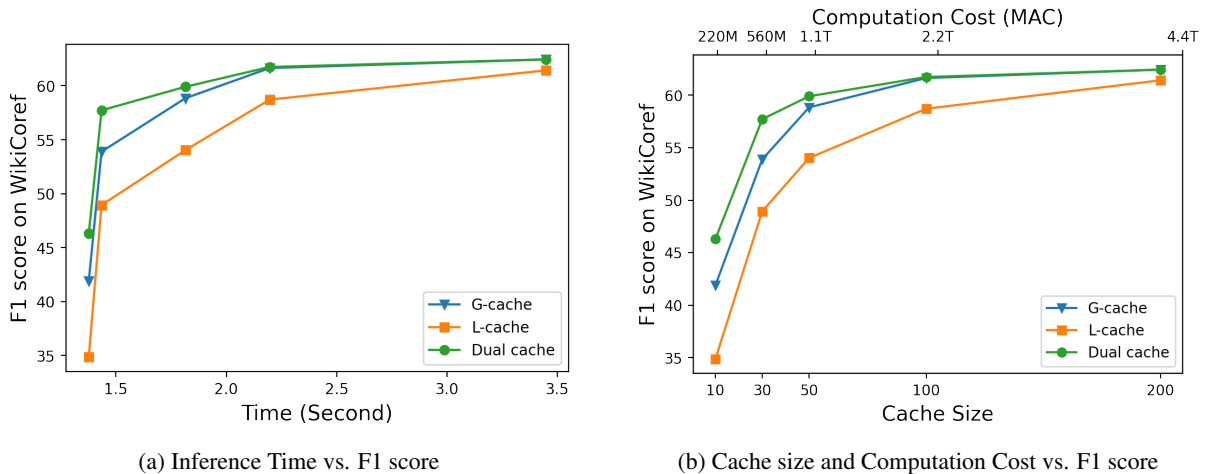 F1 score on WikiCoref
60
55
50
45
40
35
1.5
2.0
2.5
3.0
3.5
Time (Second)
G-cache
L-cache
Dual cache
(a) Inference Time vs. F1 score
Computation Cost (MAC)
220M 560M 1.1T 2.2T 4.4T
F1 score on WikiCoref
60
55
50
45
40
35
10 30 50 100 200
Cache Size
G-cache
L-cache
Dual cache
(b) Cache size and Computation Cost vs. F1 score